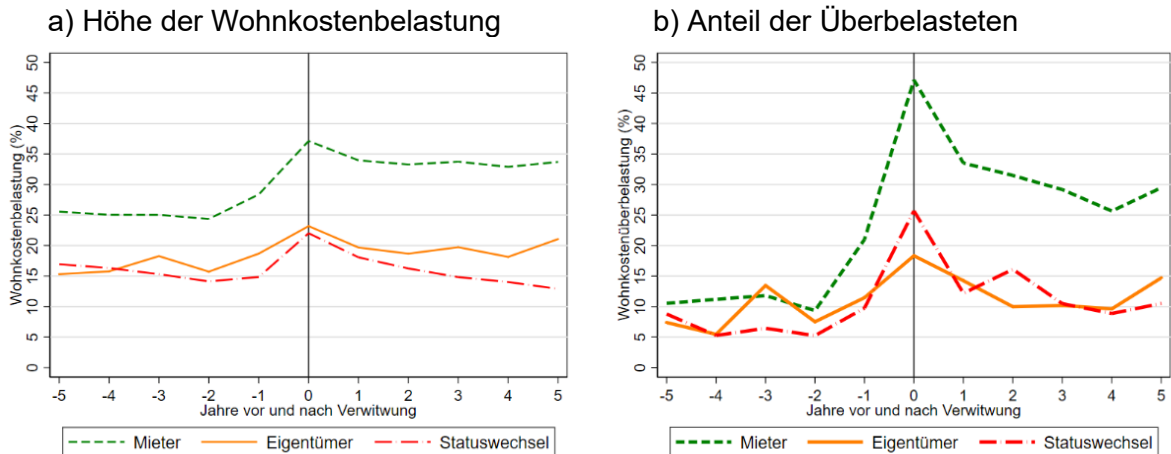 a) Höhe der Wohnkostenbelastung
Wohnkostenbelastung (%)
50
45
40
35
30
25
20
15
10
5
0
-5 -4 -3 -2 -1 0 1 2 3 4 5
Jahre vor und nach Verwitwung
Mieter Eigentümer Statuswechsel
b) Anteil der Überbelasteten
Wohnkostenüberbelastung (%)
50
45
40
35
30
25
20
15
10
5
0
-5 -4 -3 -2 -1 0 1 2 3 4 5
Jahre vor und nach Verwitwung
Mieter Eigentümer Statuswechsel